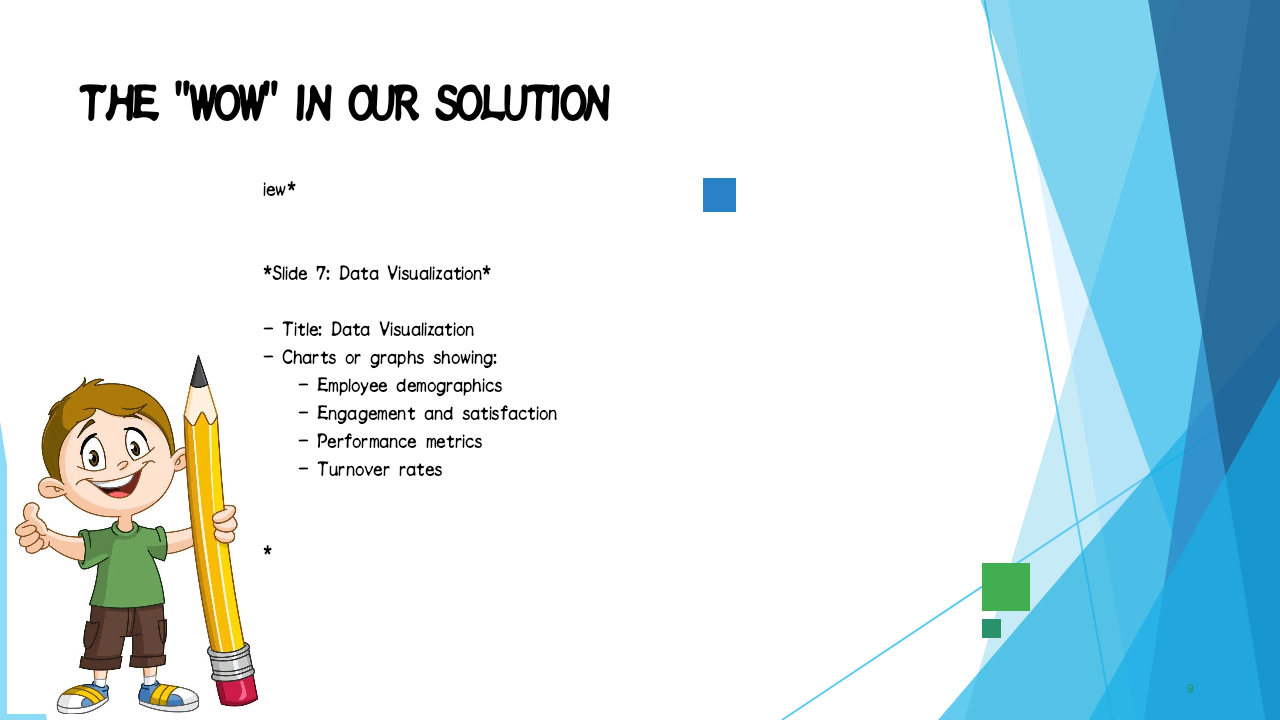 THE "WOW" IN OUR SOLUTION
iew*
*Slide 7: Data Visualization*
- Title: Data Visualization
- Charts or graphs showing:
- Employee demographics
- Engagement and satisfaction
- Performance metrics
- Turnover rates
*
9